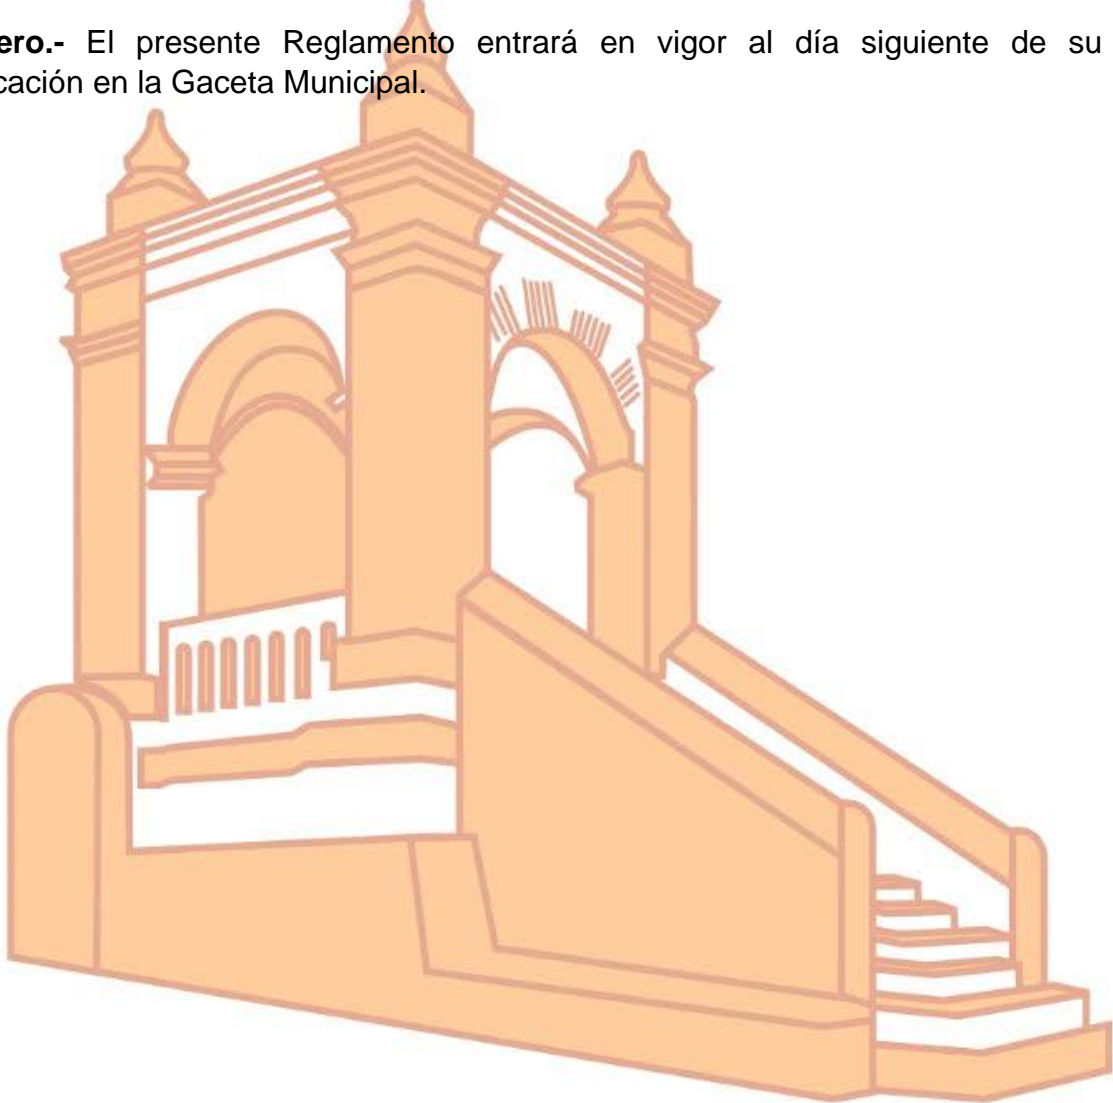 ero.- El presente Reglamento entrará en vigor al día siguiente de su
cación en la Gaceta Municipal.